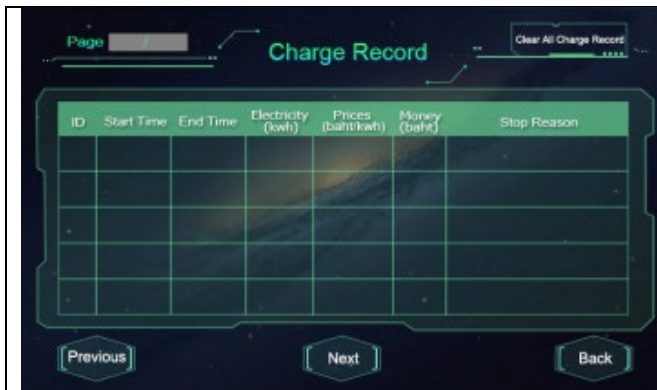 Page /
Charge Record
Clear All Charge Record
ID Start Time End Time Electricity (kwh) Prices (baht/kwh) Money (baht) Stop Reason
Previous Next Back